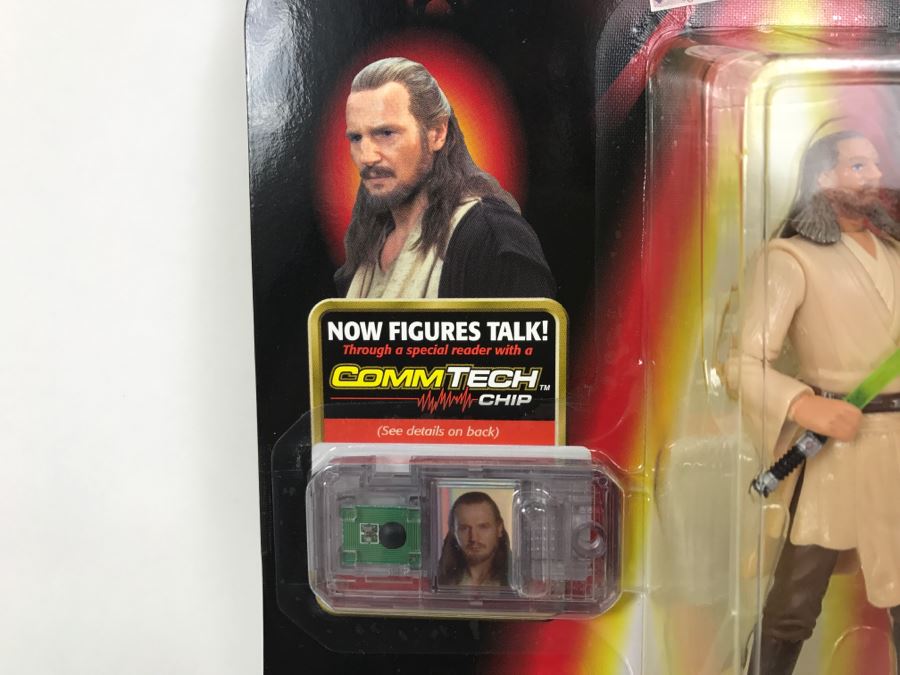 NOW FIGURES TALK!
Through a special reader with a
COMMTECH™
CHIP
(See details on back)